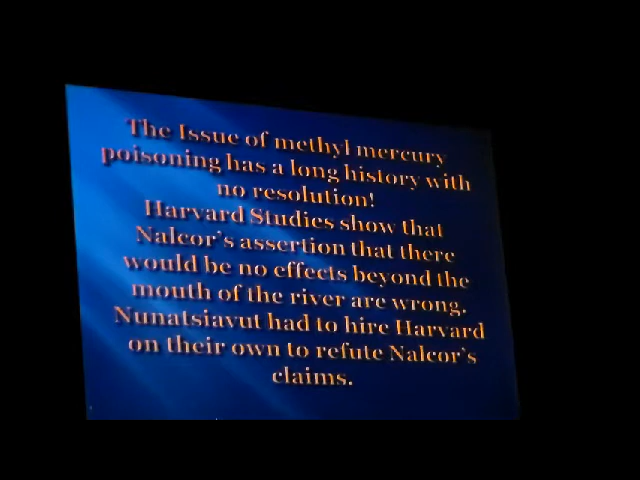 The Issue of methyl mercury
poisoning has a long history with
no resolution!
Harvard Studies show that
Nalcor's assertion that there
would be no effects beyond the
mouth of the river are wrong.
Nunatsiavut had to hire Harvard
on their own to refute Nalcor's
claims.